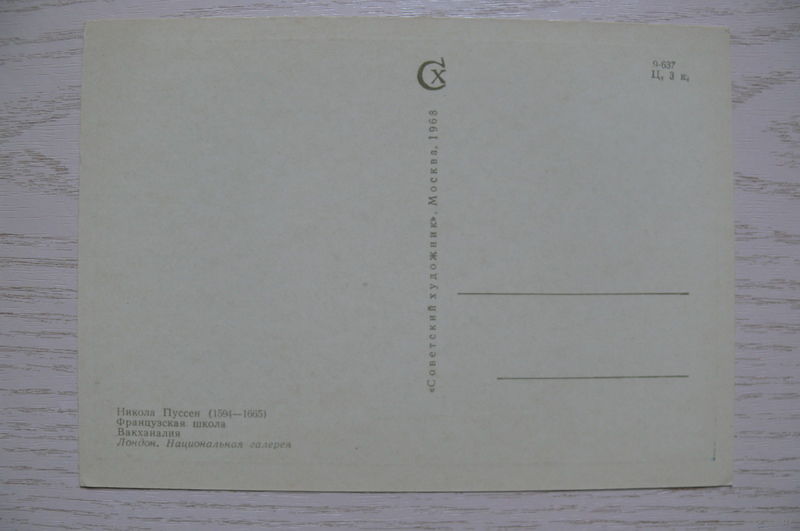 Сх
9-637
Ц. 3 к.
«Советский художник», Москва, 1968
Никола Пуссен (1594—1665)
Французская школа
Вакханалия
Лондон. Национальная галерея